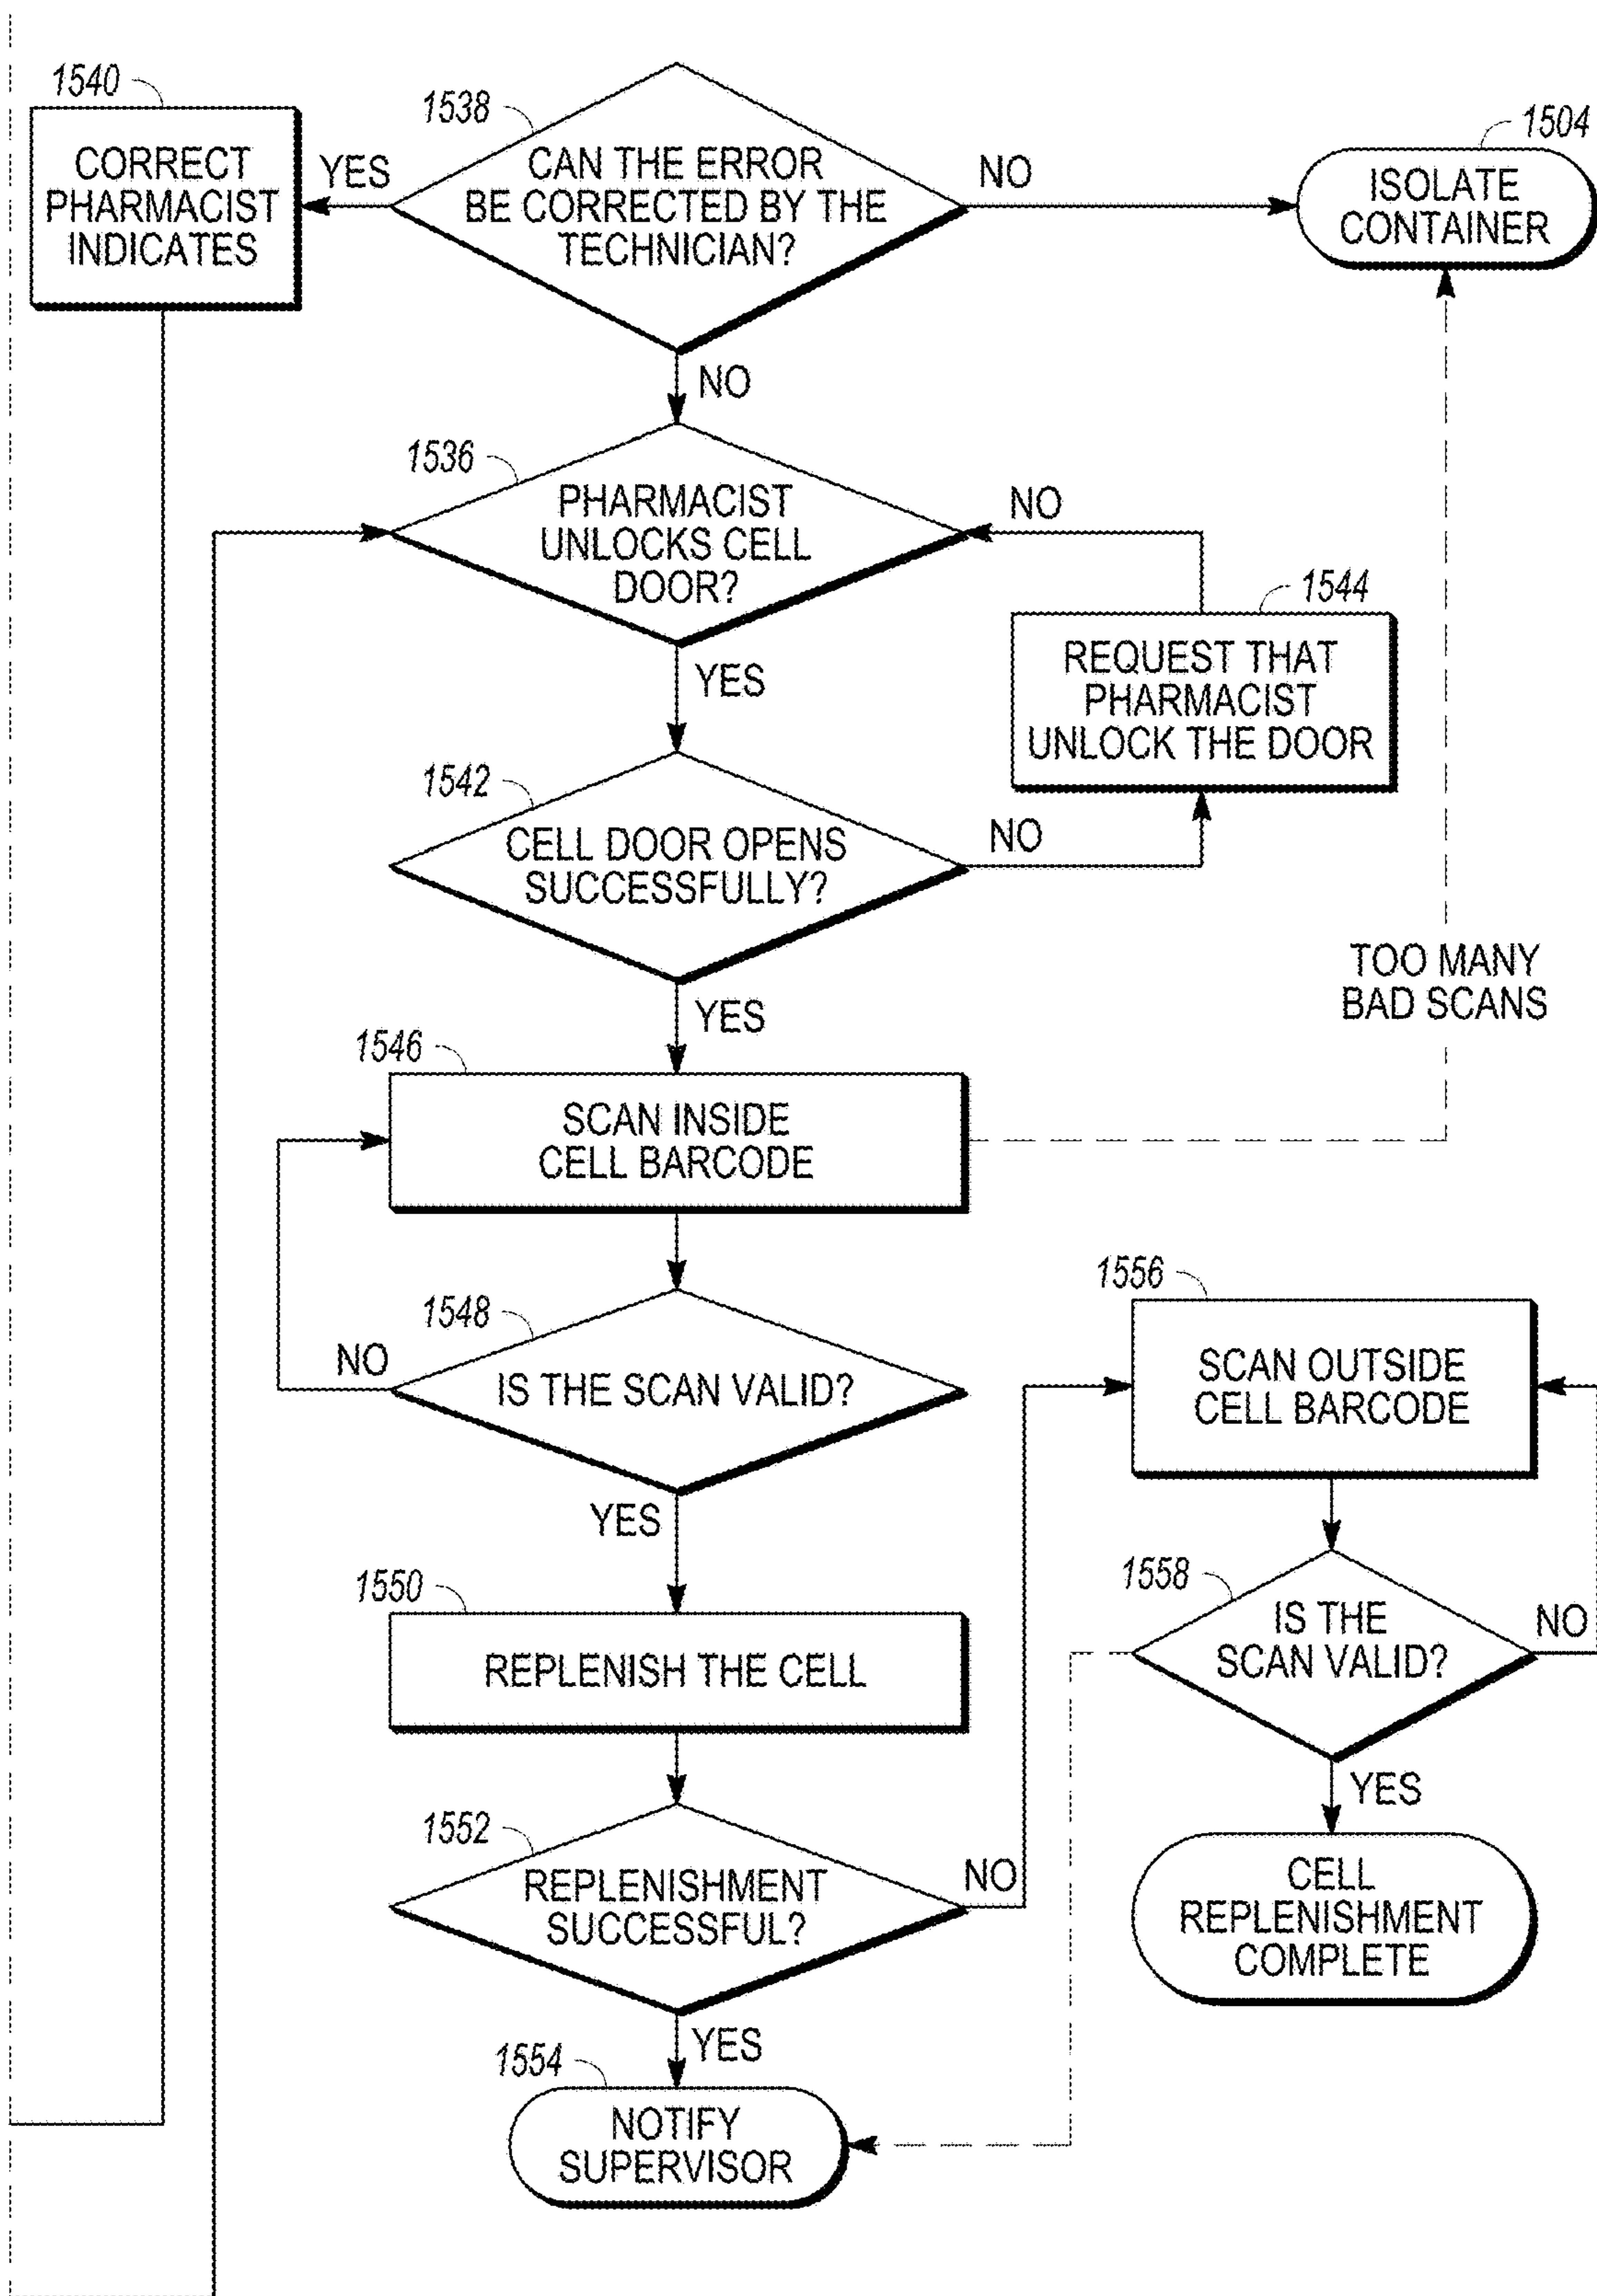 1540
CORRECT
PHARMACIST
INDICATES
YES
1538
CAN THE ERROR
BE CORRECTED BY THE
TECHNICIAN?
NO
1504
ISOLATE
CONTAINER
NO
1536
PHARMACIST
UNLOCKS CELL
DOOR?
NO
1544
REQUEST THAT
PHARMACIST
UNLOCK THE DOOR
YES
1542
CELL DOOR OPENS
SUCCESSFULLY?
NO
TOO MANY
BAD SCANS
YES
1546
SCAN INSIDE
CELL BARCODE
1548
NO
IS THE SCAN VALID?
1556
SCAN OUTSIDE
CELL BARCODE
YES
1550
REPLENISH THE CELL
1558
IS THE
SCAN VALID?
NO
YES
1552
REPLENISHMENT
SUCCESSFUL?
NO
CELL
REPLENISHMENT
COMPLETE
YES
1554
NOTIFY
SUPERVISOR